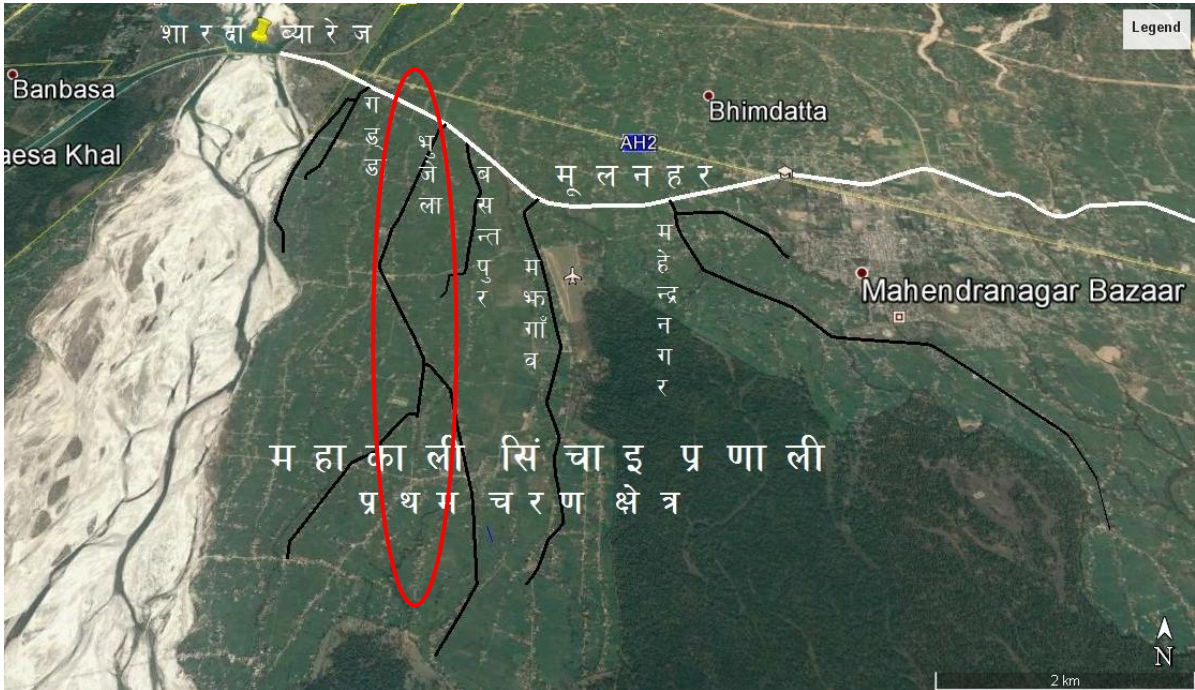 शारदा ब्यारेज
Legend
Banbasa
aesa Khal
Bhimdatta
AH2
गड्डा
भुजेला
बसन्तपुर
मूलनहर
मझगाँव
महेन्द्रनगर
Mahendranagar Bazaar
महाकाली सिंचाइ प्रणाली
प्रथम चरण क्षेत्र
N
2 km